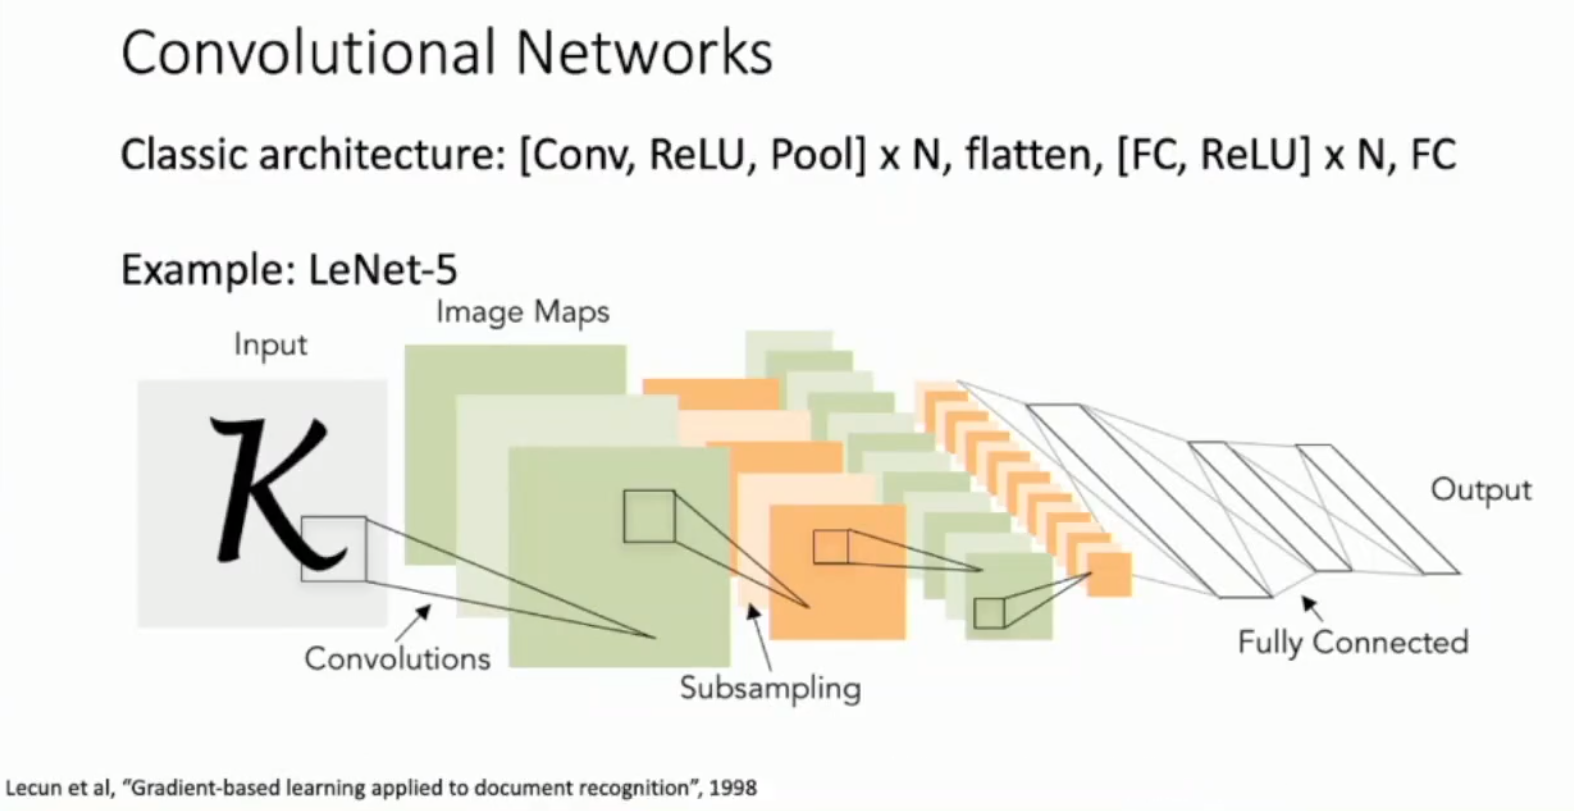 Convolutional Networks
Classic architecture: [Conv, ReLU, Pool] x N, flatten, [FC, ReLU] x N, FC
Example: LeNet-5
Image Maps
Input
K
Output
Convolutions
Fully Connected
Subsampling
Lecun et al, “Gradient-based learning applied to document recognition”, 1998